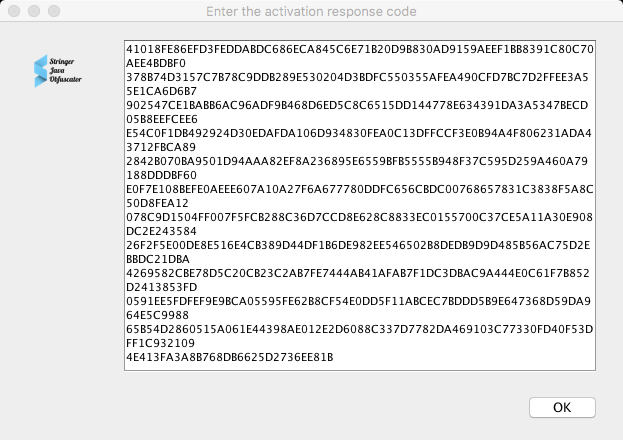 Enter the activation response code
Stringer
Java
Obfuscator
41018FE86EFD3FEDDABDC686ECA845C6E71B20D9B830AD9159AEEF1BB8391C80C70
AEE4BDBF0
378B74D3157C7B78C9DDB289E530204D3BDFC550355AFEA490CFD7BC7D2FFEE3A5
5E1CA6D6B7
902547CE1BABB6AC96ADF9B468D6ED5C8C6515DD144778E634391DA3A5347BECD
05B8EEFCEE6
E54C0F1DB492924D30EDAFDA106D934830FEA0C13DFFCCF3E0B94A4F806231ADA4
3712FBCA89
2842B070BA9501D94AAA82EF8A236895E6559BFB5555B948F37C595D259A460A79
188DDDBF60
E0F7E108BEFE0AEEE607A10A27F6A677780DDFC656CBDC00768657831C3838F5A8C
50D8FEA12
078C9D1504FF007F5FCB288C36D7CCD8E628C8833EC0155700C37CE5A11A30E908
DC2E243584
26F2F5E00DE8E516E4CB389D44DF1B6DE982EE546502B8DEDB9D9D485B56AC75D2E
BBDC21DBA
4269582CBE78D5C20CB23C2AB7FE7444AB41AFAB7F1DC3DBAC9A444E0C61F7B852
D2413853FD
0591EE5FDFEF9E9BCA05595FE62B8CF54E0DD5F11ABCEC7BDDD5B9E647368D59DA9
64E5C9988
65B54D2860515A061E44398AE012E2D6088C337D7782DA469103C77330FD40F53D
FF1C932109
4E413FA3A8B768DB6625D2736EE81B
OK